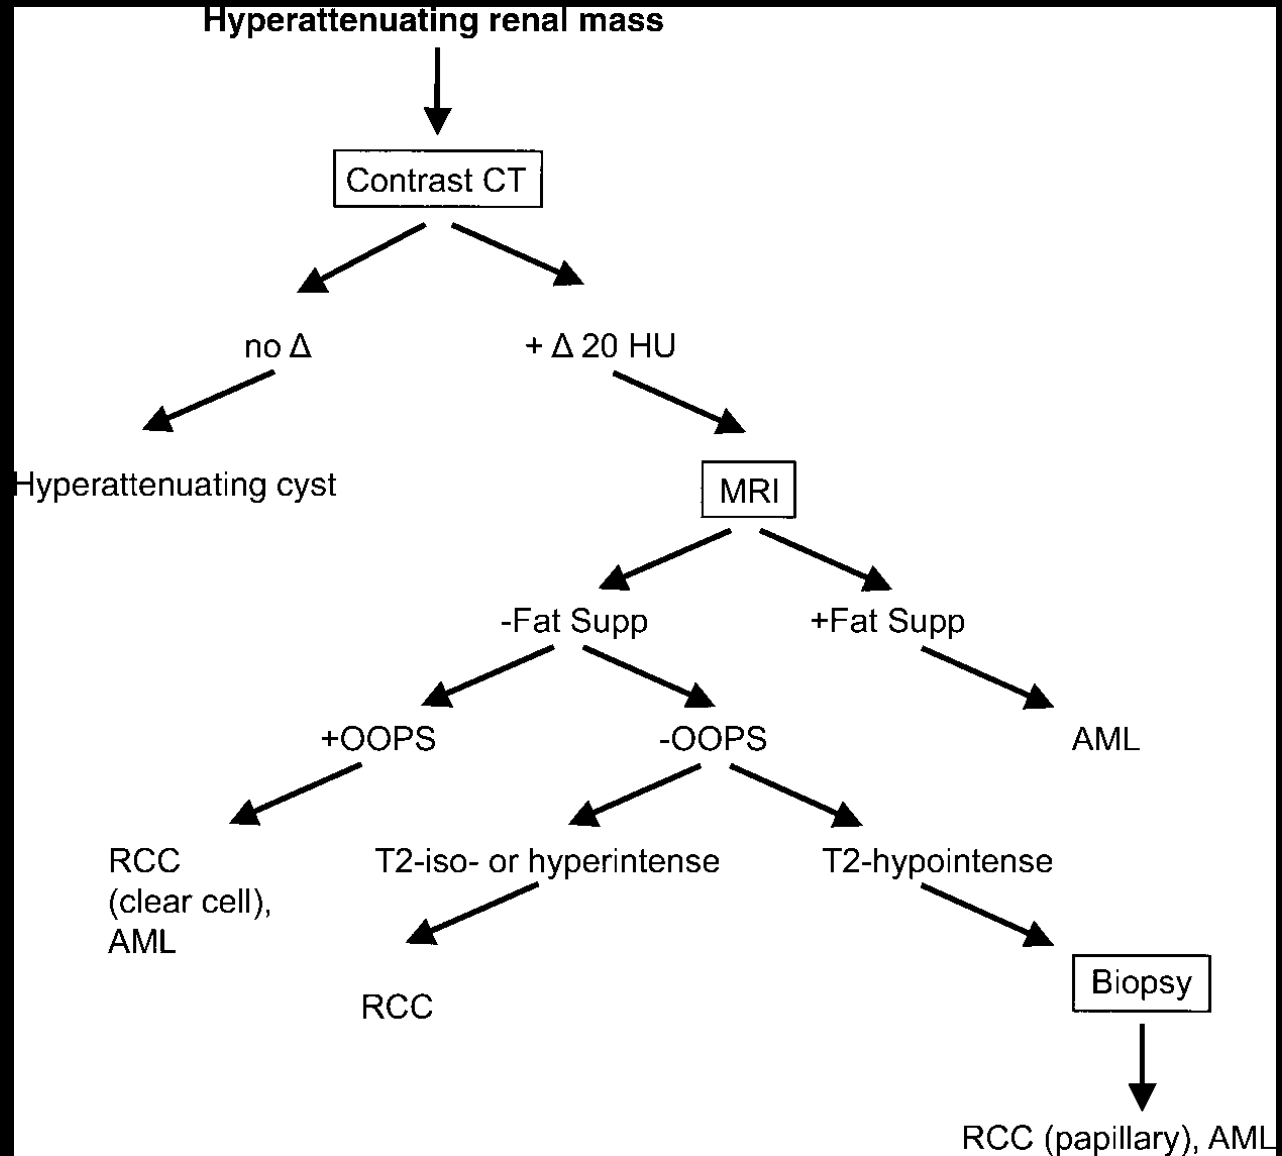 Hyperattenuating renal mass
Contrast CT
no Δ
+ Δ 20 HU
Hyperattenuating cyst
MRI
-Fat Supp
+Fat Supp
+OOPS
-OOPS
AML
RCC
(clear cell),
AML
T2-iso- or hyperintense
T2-hypointense
RCC
Biopsy
RCC (papillary), AML